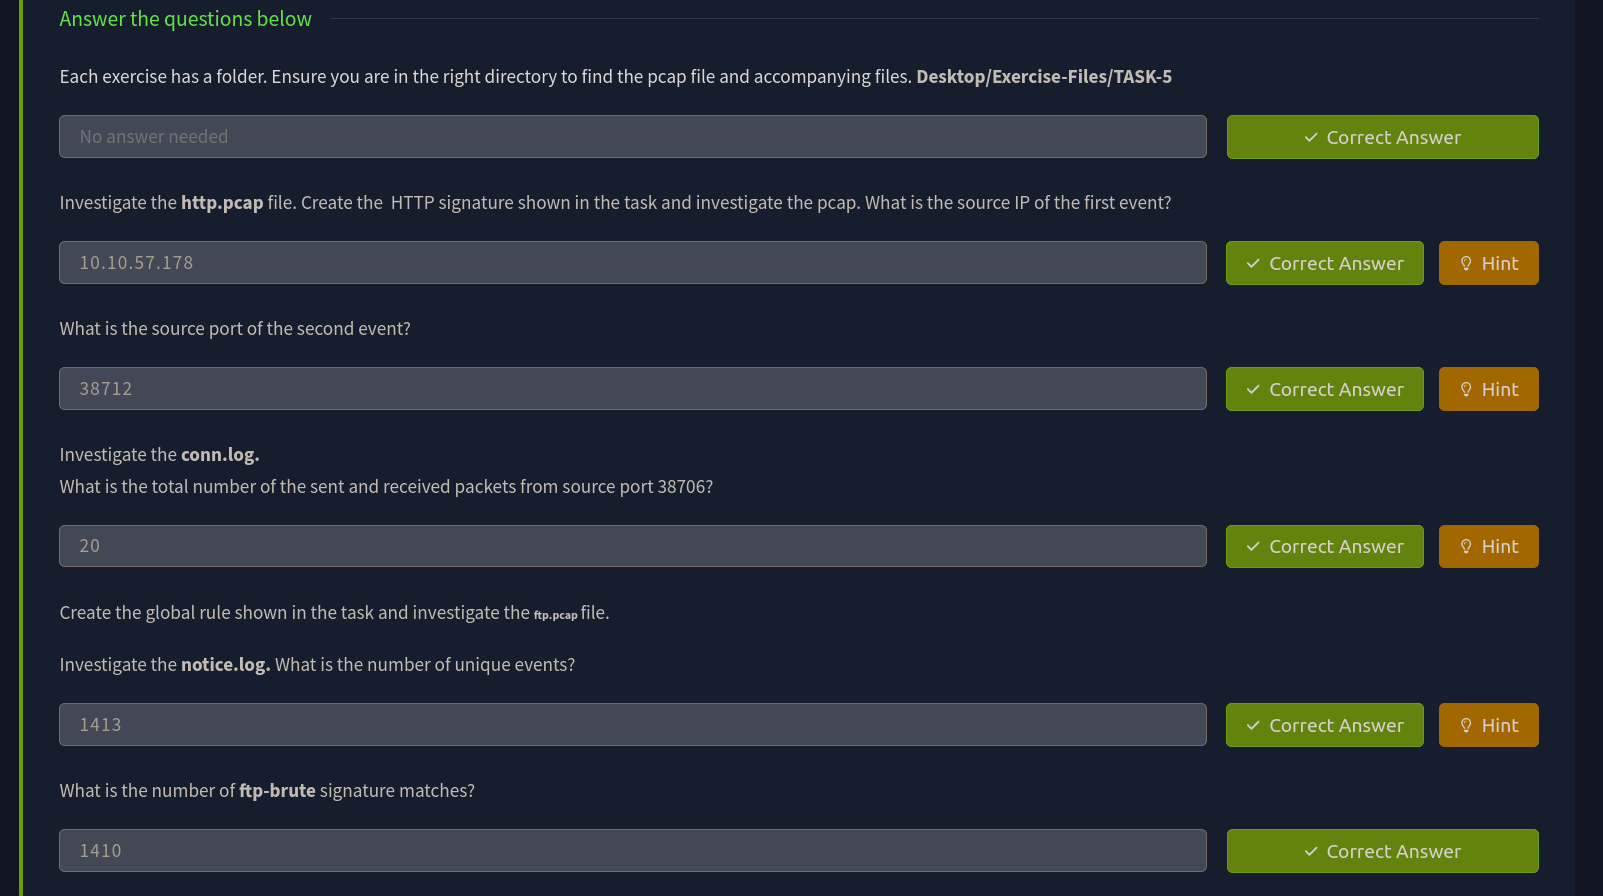 Answer the questions below
Each exercise has a folder. Ensure you are in the right directory to find the pcap file and accompanying files. Desktop/Exercise-Files/TASK-5
No answer needed
Correct Answer
Investigate the http.pcap file. Create the  HTTP signature shown in the task and investigate the pcap. What is the source IP of the first event?
10.10.57.178
Correct Answer
Hint
What is the source port of the second event?
38712
Correct Answer
Hint
Investigate the conn.log.
What is the total number of the sent and received packets from source port 38706?
20
Correct Answer
Hint
Create the global rule shown in the task and investigate the ftp.pcap file.
Investigate the notice.log. What is the number of unique events?
1413
Correct Answer
Hint
What is the number of ftp-brute signature matches?
1410
Correct Answer